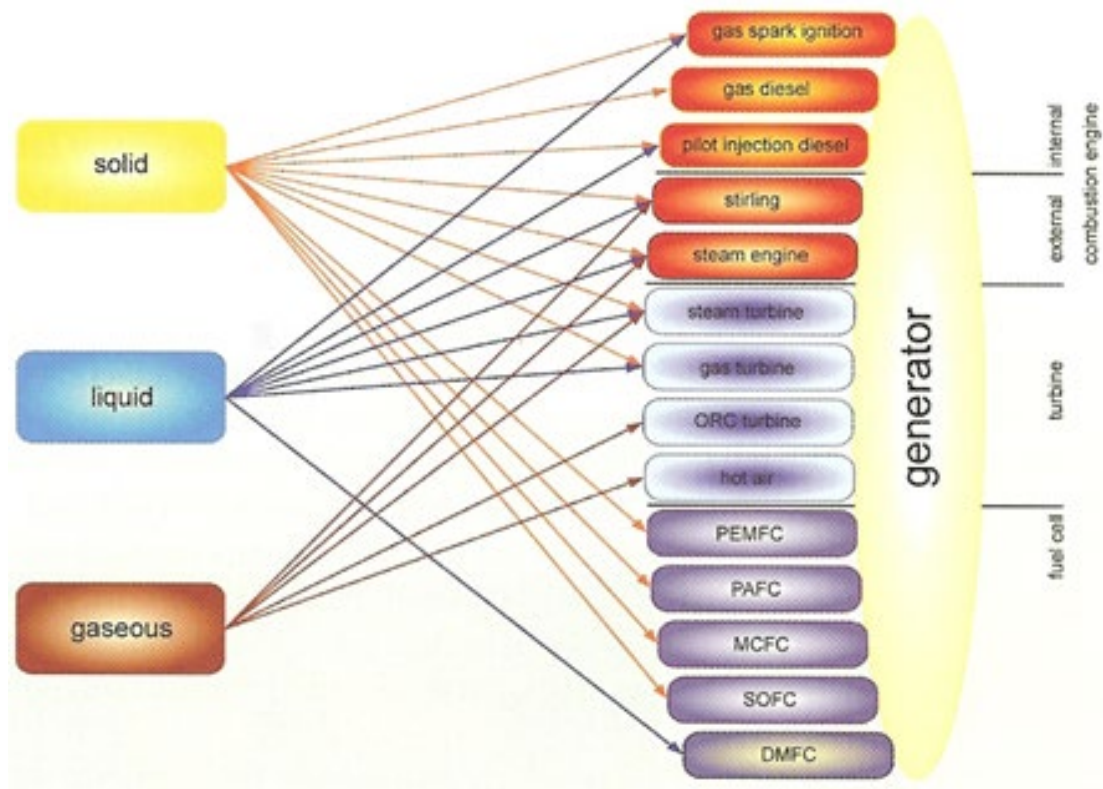 solid
liquid
gaseous
gas spark ignition
gas diesel
pilot injection diesel
stirling
steam engine
steam turbine
gas turbine
ORC turbine
hot air
PEMFC
PAFC
MCFC
SOFC
DMFC
generator
internal
external
combustion engine
turbine
fuel cell